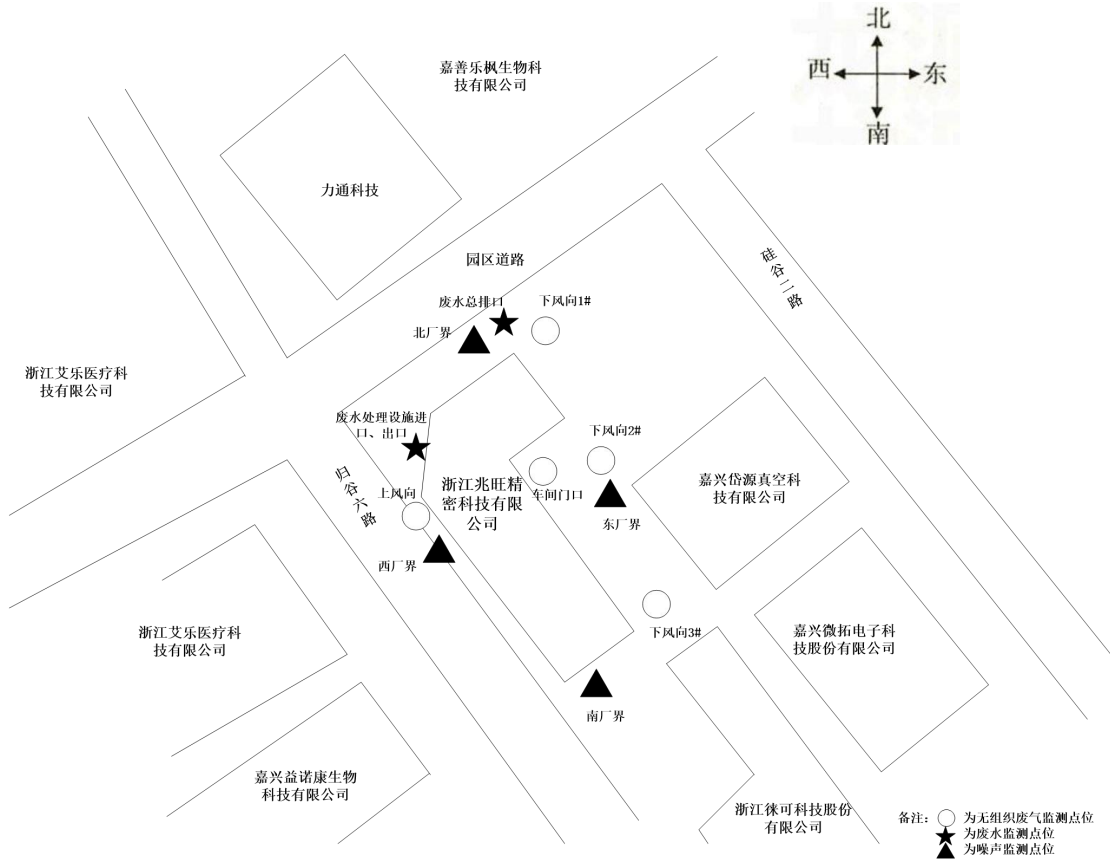 北
西
东
南
嘉善乐枫生物科
技有限公司
力通科技
园区道路
硅谷二路
废水总排口
下风向1#
北厂界
浙江艾乐医疗科
技有限公司
废水处理设施进
口、出口
下风向2#
归谷六路
上风向
浙江兆旺精
密科技有限
公司
车间门口
嘉兴岱源真空科
技有限公司
东厂界
西厂界
浙江艾乐医疗科
技有限公司
下风向3#
嘉兴微拓电子科
技股份有限公司
南厂界
嘉兴益诺康生物
科技有限公司
浙江徕可科技股份
有限公司
备注：
为无组织废气监测点位
为废水监测点位
为噪声监测点位